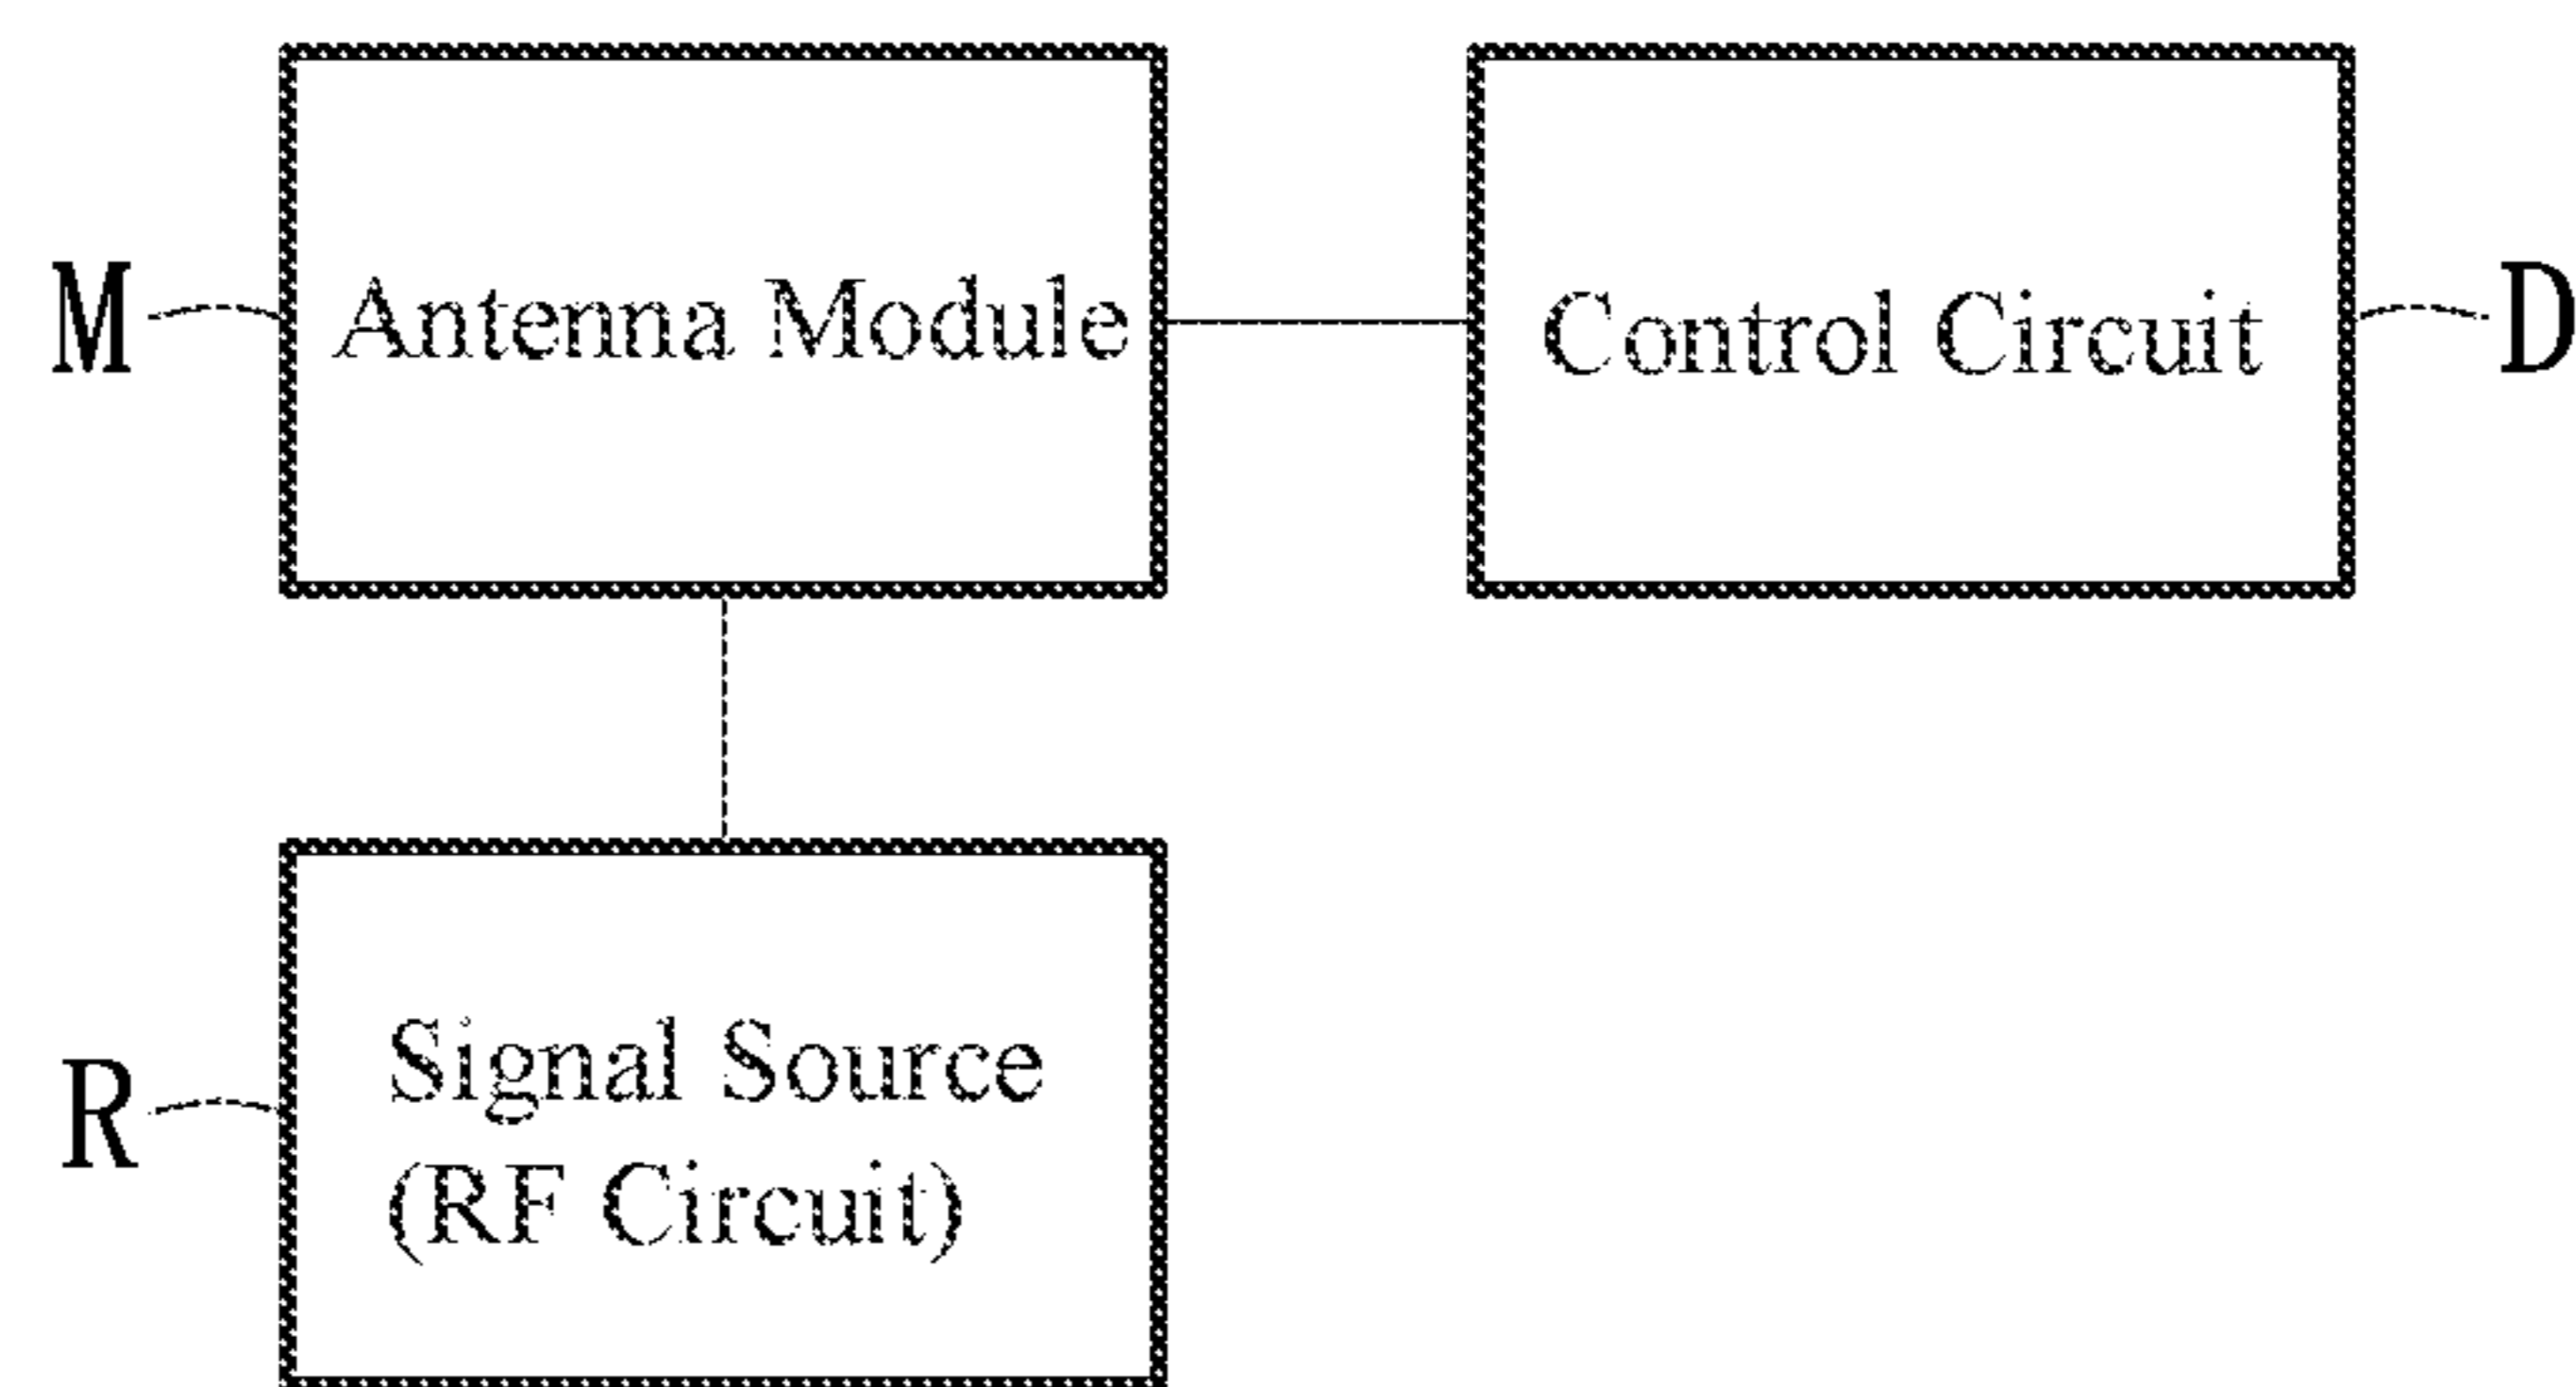 M
Antenna Module
Control Circuit
D
R
Signal Source
(RF Circuit)